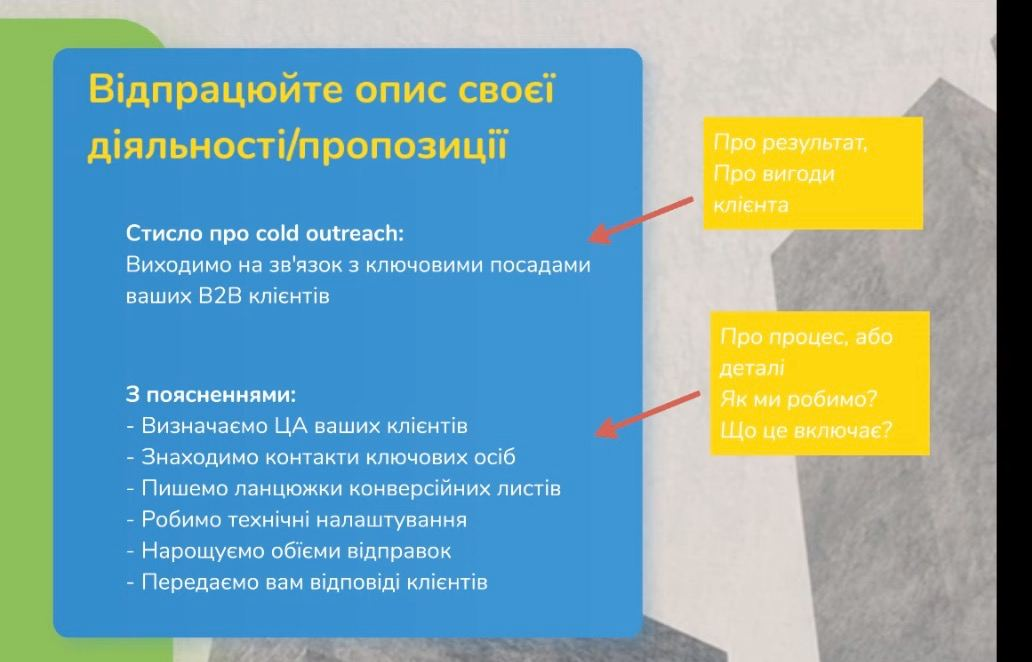 Відпрацюйте опис своєї
діяльності/пропозиції
Стисло про cold outreach:
Виходимо на зв'язок з ключовими посадами
ваших B2B клієнтів
Про результат,
Про вигоди
клієнта
З поясненнями:
- Визначаємо ЦА ваших клієнтів
- Знаходимо контакти ключових осіб
- Пишемо ланцюжки конверсійних листів
- Робимо технічні налаштування
- Нарощуємо обїєми відправок
- Передаємо вам відповіді клієнтів
Про процес, або
деталі
Як ми робимо?
Що це включає?